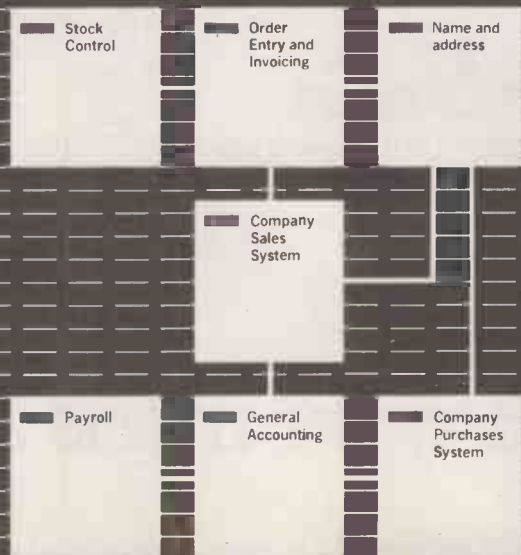 Stock
Control
Order
Entry and
Invoicing
Name and
address
Company
Sales
System
Payroll
General
Accounting
Company
Purchases
System